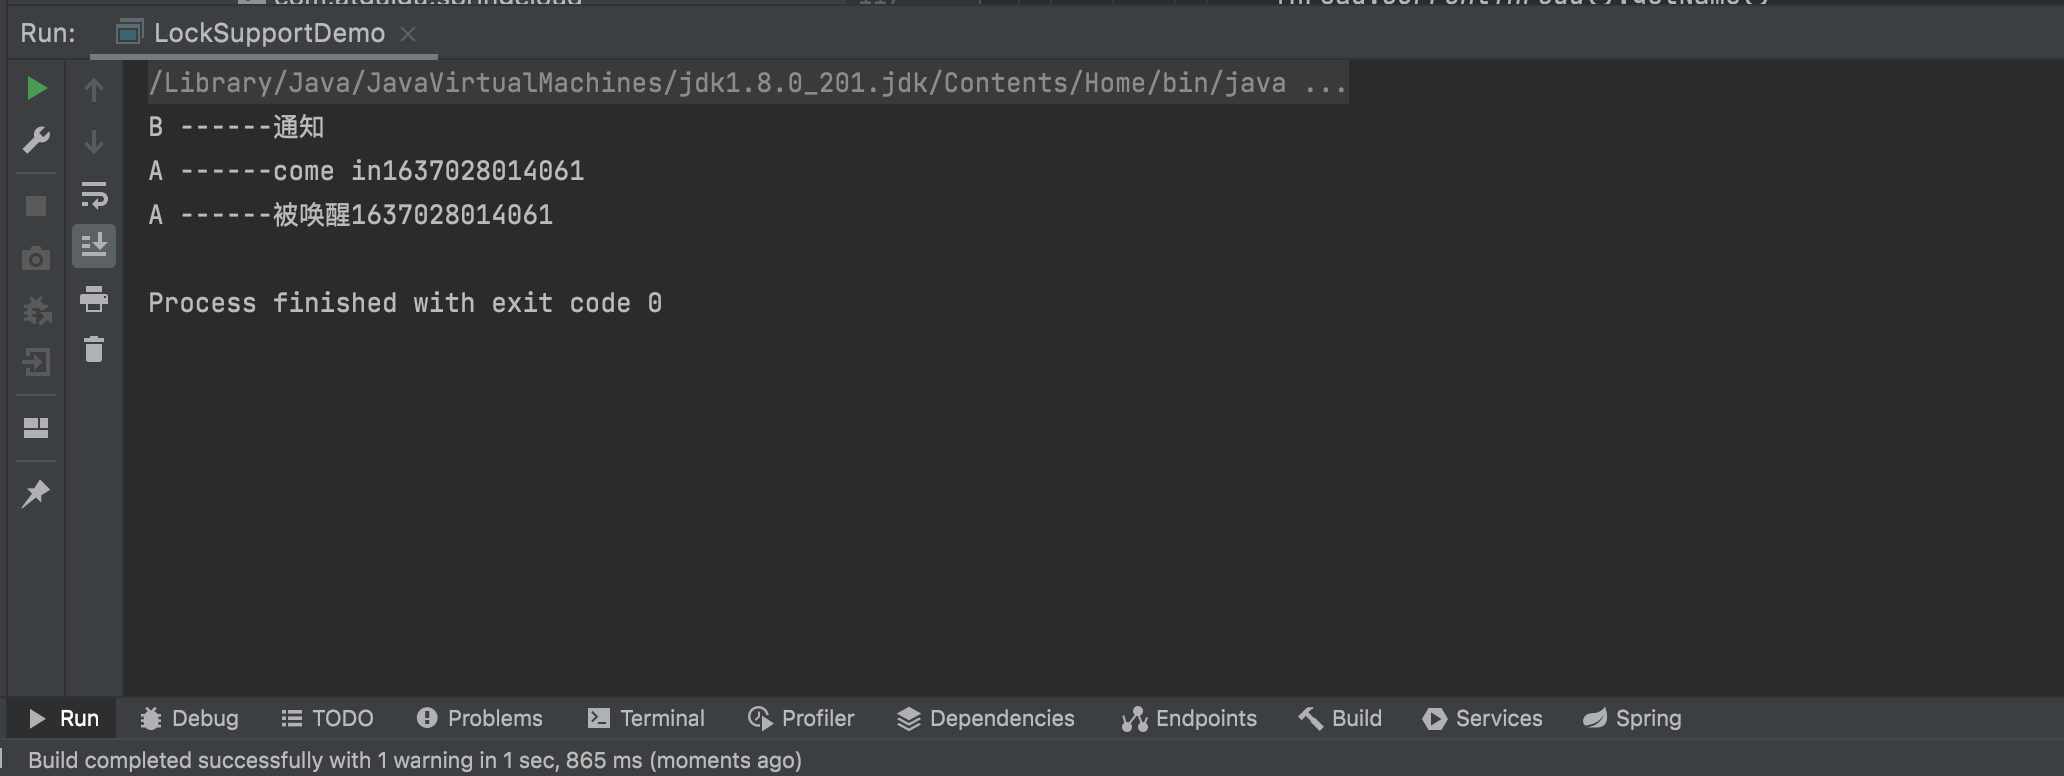 Run: LockSupportDemo
/Library/Java/JavaVirtualMachines/jdk1.8.0_201.jdk/Contents/Home/bin/java ...
B ------通知
A ------come in1637028014061
A ------被唤醒1637028014061
Process finished with exit code 0
Run Debug TODO Problems Terminal Profiler Dependencies Endpoints Build Services Spring
Build completed successfully with 1 warning in 1 sec, 865 ms (moments ago)